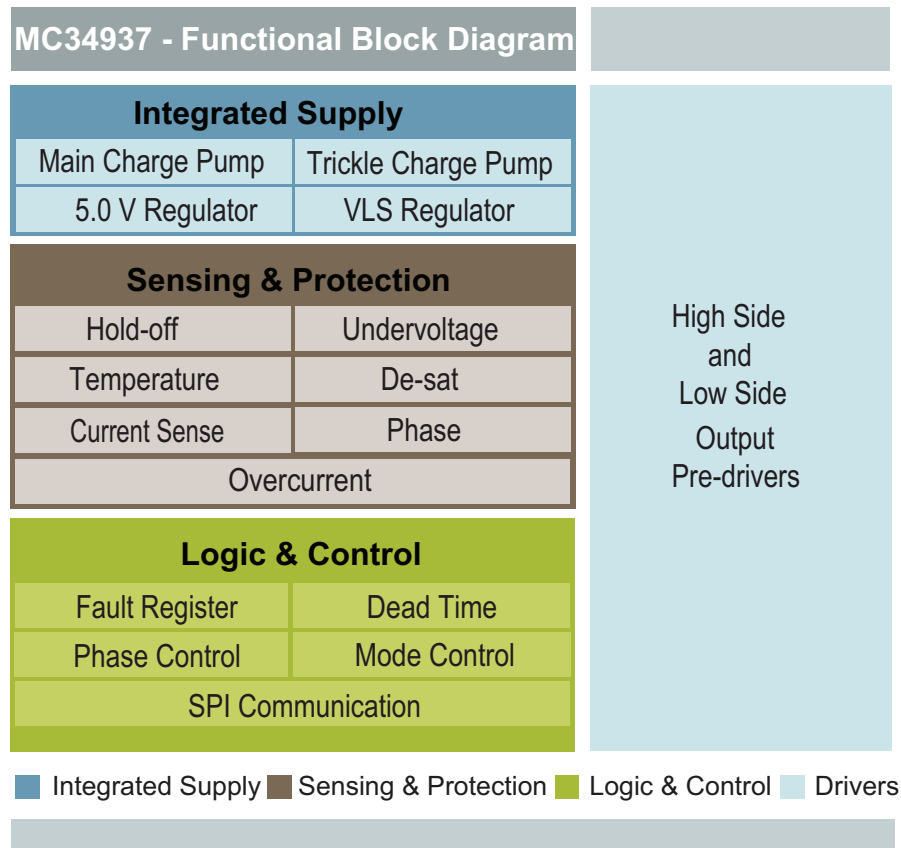 MC34937 - Functional Block Diagram
Integrated Supply
Main Charge Pump
Trickle Charge Pump
5.0 V Regulator
VLS Regulator
Sensing & Protection
Hold-off
Undervoltage
Temperature
De-sat
Current Sense
Phase
Overcurrent
Logic & Control
Fault Register
Dead Time
Phase Control
Mode Control
SPI Communication
High Side
and
Low Side
Output
Pre-drivers
Integrated Supply
Sensing & Protection
Logic & Control
Drivers